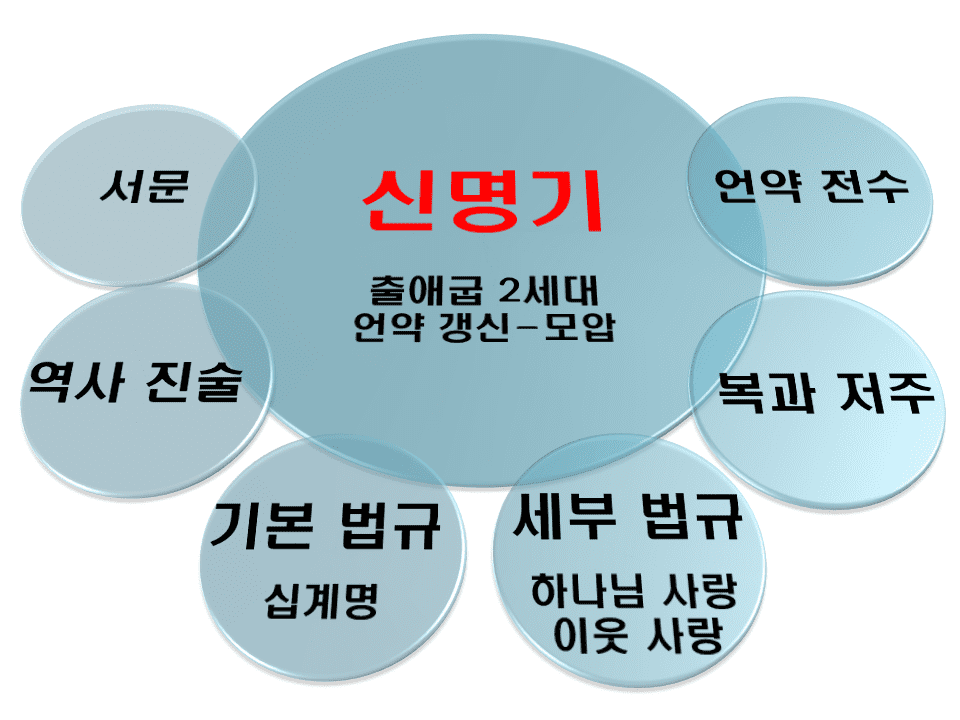 신명기
출애굽 2세대
언약 갱신-모압
서문
역사 진술
기본 법규
십계명
세부 법규
하나님 사랑
이웃 사랑
복과 저주
언약 전수